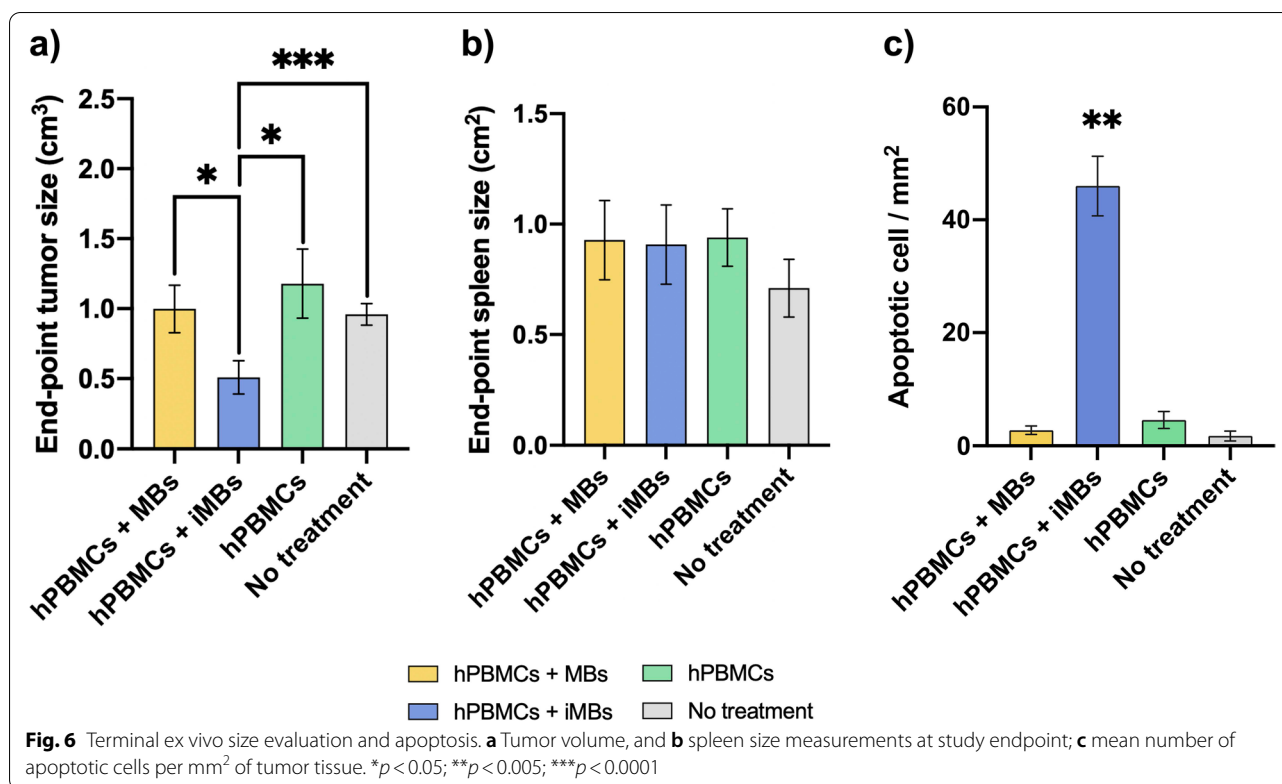 a)
End-point tumor size (cm³)
2.5
2.0
1.5
1.0
0.5
0.0
*
*
***
hPBMCs + MBs
hPBMCs + iMBs
hPBMCs
No treatment
b)
End-point spleen size (cm²)
1.5
1.0
0.5
0.0
hPBMCs + MBs
hPBMCs + iMBs
hPBMCs
No treatment
c)
Apoptotic cell / mm²
60
40
20
0
**
hPBMCs + MBs
hPBMCs + iMBs
hPBMCs
No treatment
hPBMCs + MBs
hPBMCs
hPBMCs + iMBs
No treatment
Fig. 6 Terminal ex vivo size evaluation and apoptosis. a Tumor volume, and b spleen size measurements at study endpoint; c mean number of
apoptotic cells per mm² of tumor tissue. *p < 0.05; **p < 0.005; ***p < 0.0001